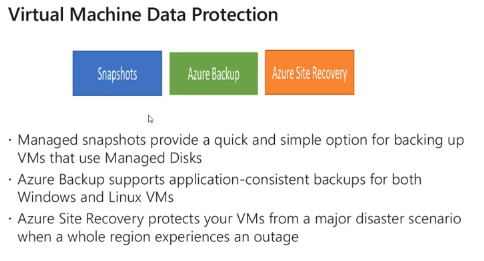 Virtual Machine Data Protection
Snapshots
Azure Backup
Azure Site Recovery
· Managed snapshots provide a quick and simple option for backing up
VMs that use Managed Disks
· Azure Backup supports application-consistent backups for both
Windows and Linux VMs
· Azure Site Recovery protects your VMs from a major disaster scenario
when a whole region experiences an outage